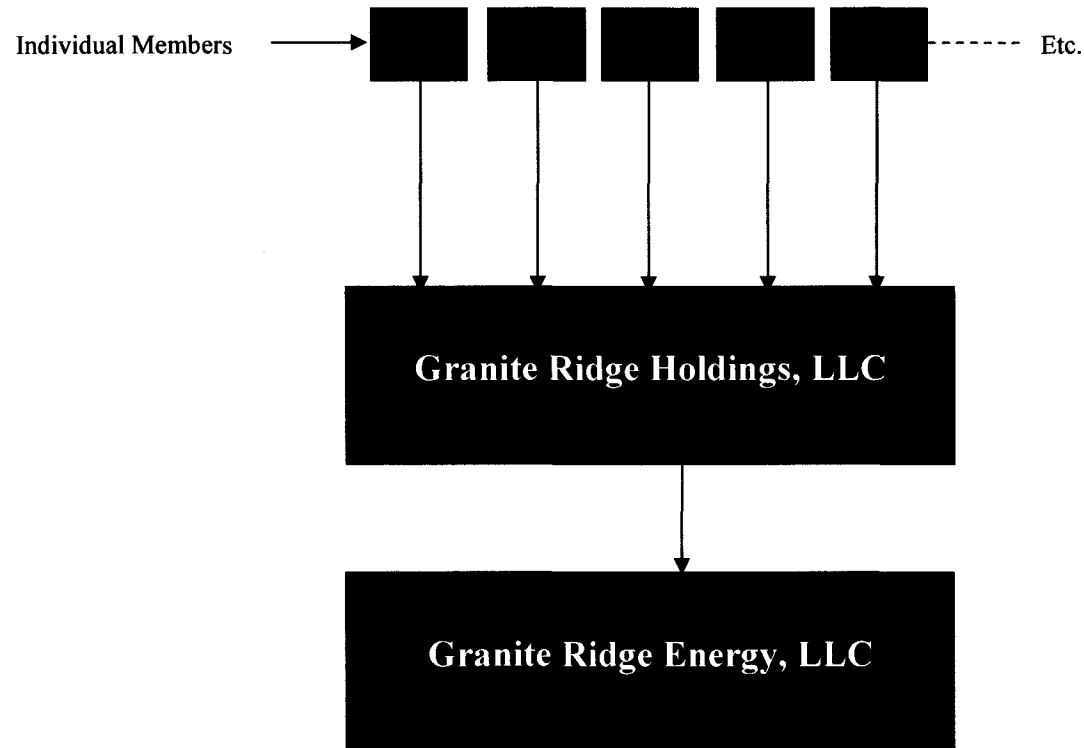 Individual Members
Etc.
Granite Ridge Holdings, LLC
Granite Ridge Energy, LLC